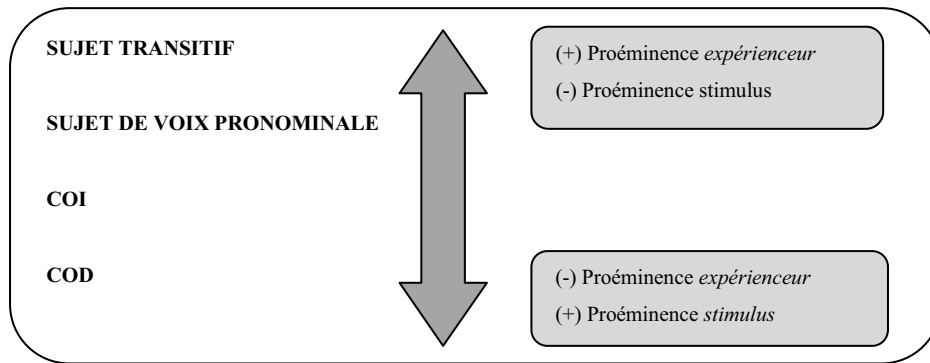 SUJET TRANSITIF
SUJET DE VOIX PRONOMINALE
COI
COD
(+) Proéminence expérienceur
(-) Proéminence stimulus
(-) Proéminence expérienceur
(+) Proéminence stimulus